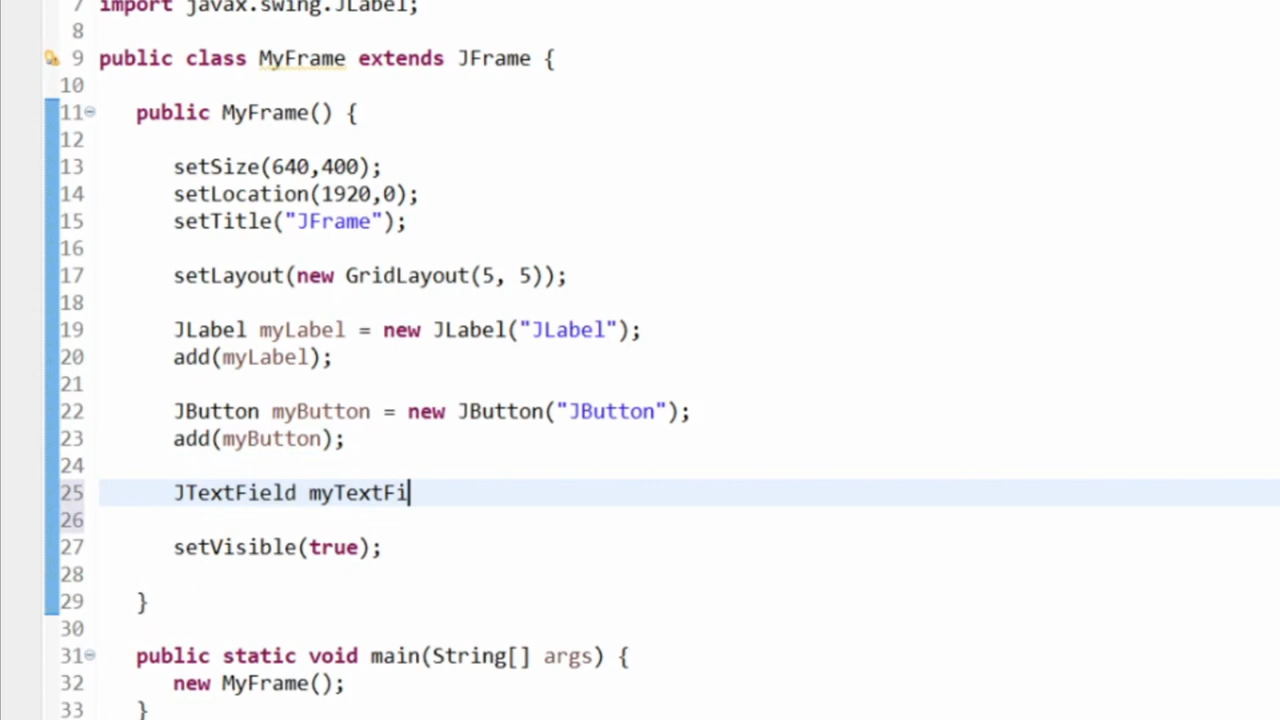 7 import javax.swing.JLabel;
8
9 public class MyFrame extends JFrame {
10
11 public MyFrame() {
12
13 setSize(640,400);
14 setLocation(1920,0);
15 setTitle("JFrame");
16
17 setLayout(new GridLayout(5, 5));
18
19 JLabel myLabel = new JLabel("JLabel");
20 add(myLabel);
21
22 JButton myButton = new JButton("JButton");
23 add(myButton);
24
25 JTextField myTextFi
26
27 setVisible(true);
28
29 }
30
31 public static void main(String[] args) {
32 new MyFrame();
33 }